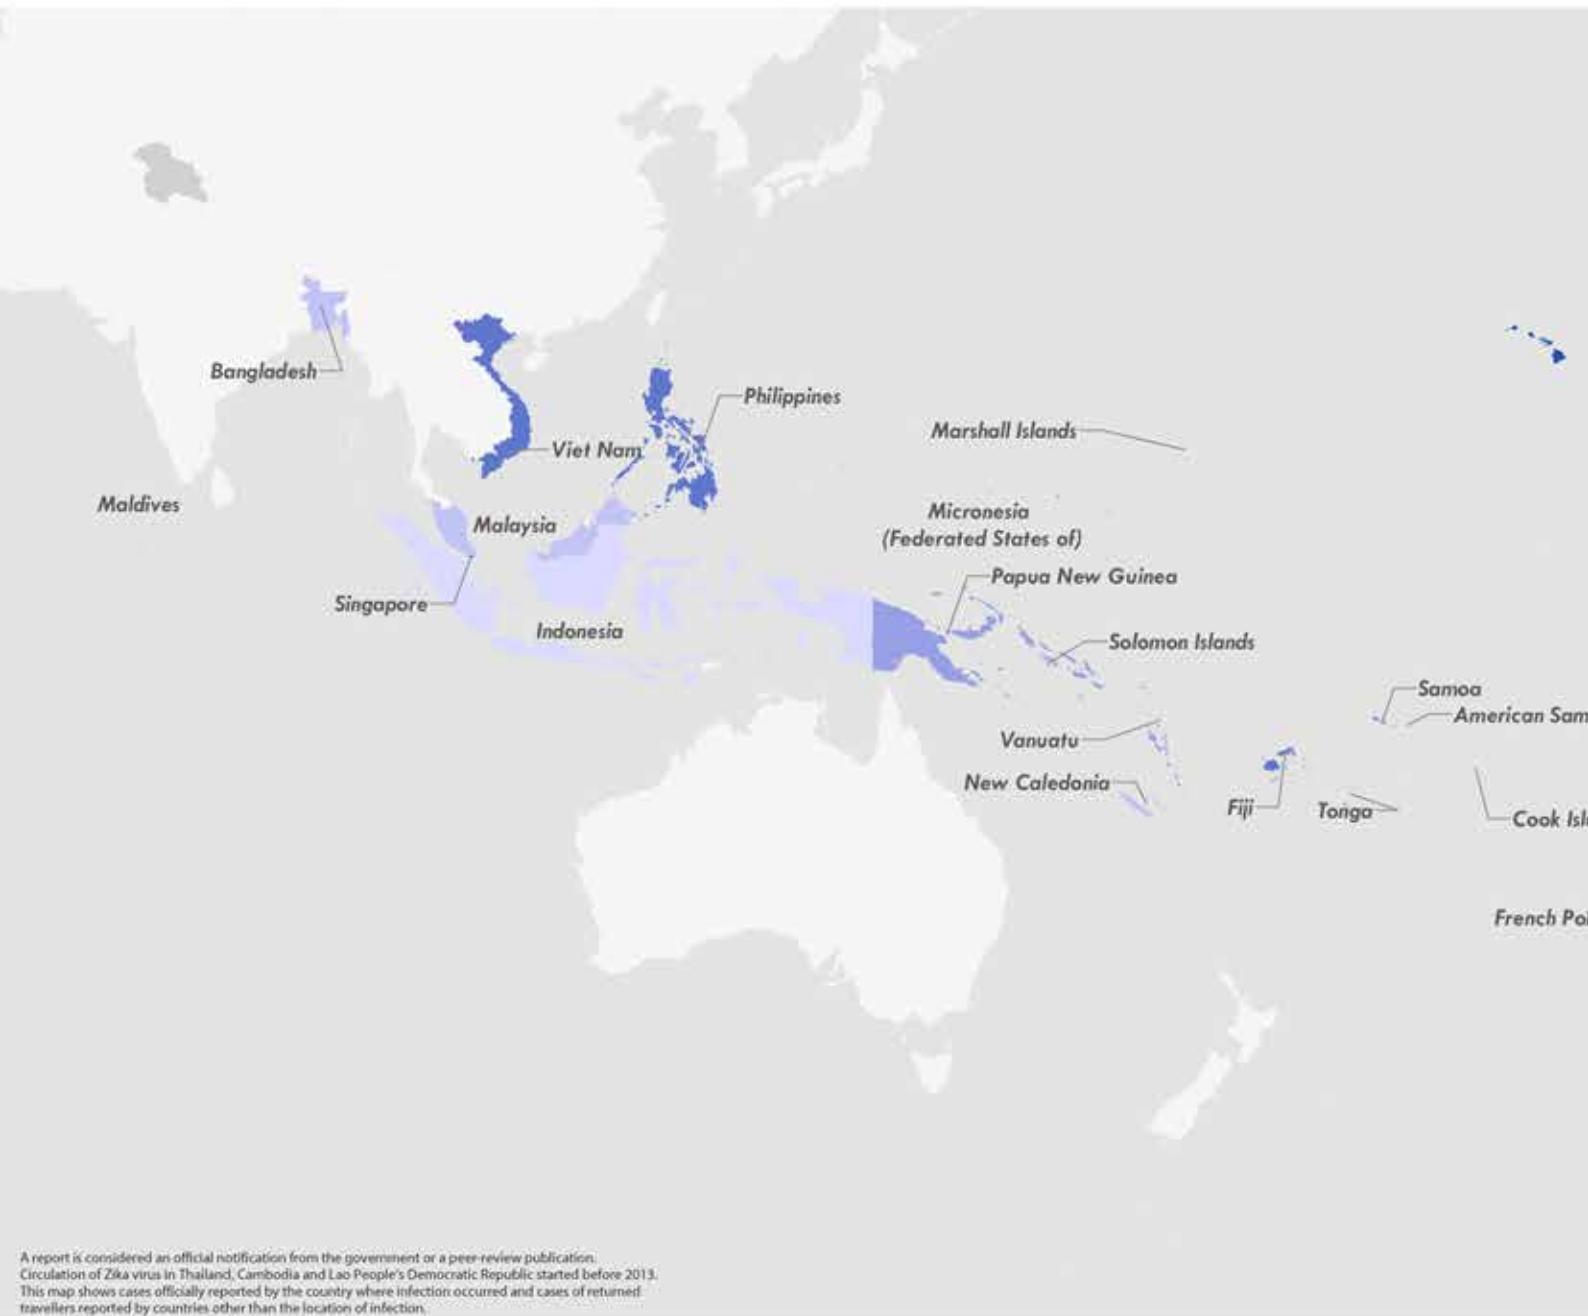 Bangladesh
Philippines
Marshall Islands
Viet Nam
Maldives
Malaysia
Micronesia
(Federated States of)
Papua New Guinea
Singapore
Indonesia
Solomon Islands
Samoa
American Sam
Vanuatu
New Caledonia
Fiji
Tonga
Cook Isl
French Pol
A report is considered an official notification from the government or a peer-review publication.
Circulation of Zika virus in Thailand, Cambodia and Lao People's Democratic Republic started before 2013.
This map shows cases officially reported by the country where infection occurred and cases of returned
travellers reported by countries other than the location of infection.